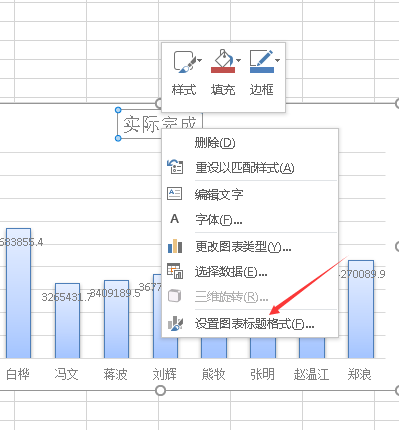 样式 填充 边框
实际完成
删除(D)
重设以匹配样式(A)
编辑文字
A 字体(F)...
更改图表类型(Y)...
选择数据(E)...
三维旋转(R)...
设置图表标题格式(F)...
683855.4
3265431.7
3409189.5
3677
4270089.9
白桦 冯文 蒋波 刘辉 熊牧 张明 赵温江 郑浪